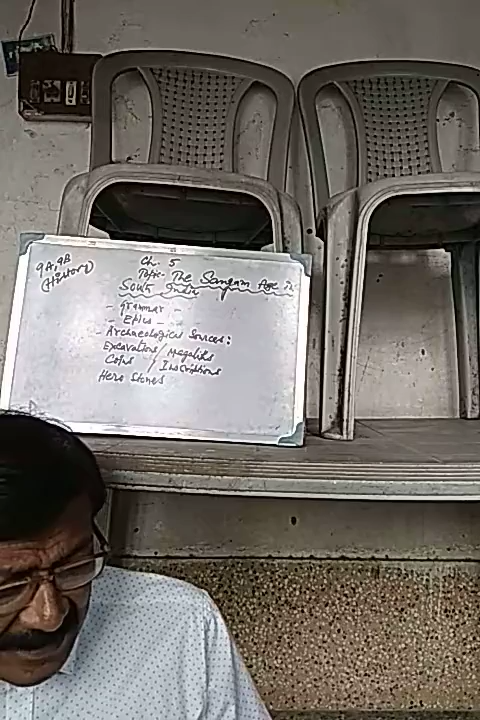 9A, 9B
(History)
Ch. 5
Topic- The Sangam Age in
South India
- Grammar -
- Epics -
- Archaeological Sources:
Excavations / Megaliths
Coins / Inscriptions
Hero Stones